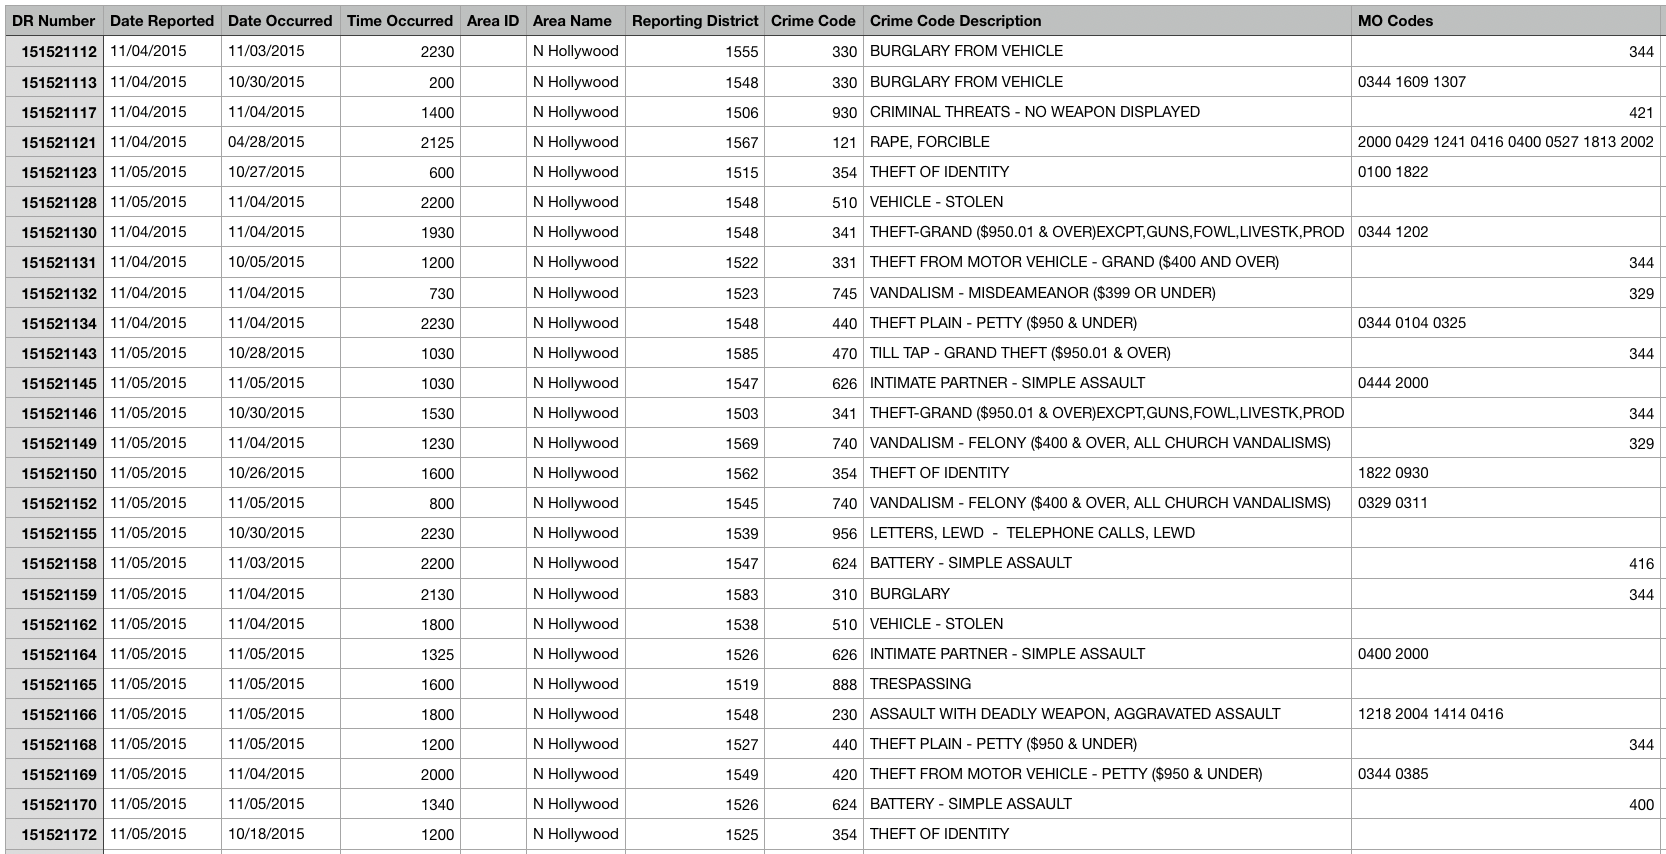 DR Number Date Reported Date Occurred Time Occurred Area ID Area Name Reporting District Crime Code Crime Code Description MO Codes
151521112 11/04/2015 11/03/2015 2230 N Hollywood 1555 330 BURGLARY FROM VEHICLE 344
151521113 11/04/2015 10/30/2015 200 N Hollywood 1548 330 BURGLARY FROM VEHICLE 0344 1609 1307
151521117 11/04/2015 11/04/2015 1400 N Hollywood 1506 930 CRIMINAL THREATS - NO WEAPON DISPLAYED 421
151521121 11/04/2015 04/28/2015 2125 N Hollywood 1567 121 RAPE, FORCIBLE 2000 0429 1241 0416 0400 0527 1813 2002
151521123 11/05/2015 10/27/2015 600 N Hollywood 1515 354 THEFT OF IDENTITY 0100 1822
151521128 11/05/2015 11/04/2015 2200 N Hollywood 1548 510 VEHICLE - STOLEN
151521130 11/04/2015 11/04/2015 1930 N Hollywood 1548 341 THEFT-GRAND ($950.01 & OVER)EXCPT,GUNS,FOWL,LIVESTK,PROD 0344 1202
151521131 11/04/2015 10/05/2015 1200 N Hollywood 1522 331 THEFT FROM MOTOR VEHICLE - GRAND ($400 AND OVER) 344
151521132 11/04/2015 11/04/2015 730 N Hollywood 1523 745 VANDALISM - MISDEAMEANOR ($399 OR UNDER) 329
151521134 11/04/2015 11/04/2015 2230 N Hollywood 1548 440 THEFT PLAIN - PETTY ($950 & UNDER) 0344 0104 0325
151521143 11/05/2015 10/28/2015 1030 N Hollywood 1585 470 TILL TAP - GRAND THEFT ($950.01 & OVER) 344
151521145 11/05/2015 11/05/2015 1030 N Hollywood 1547 626 INTIMATE PARTNER - SIMPLE ASSAULT 0444 2000
151521146 11/05/2015 10/30/2015 1530 N Hollywood 1503 341 THEFT-GRAND ($950.01 & OVER)EXCPT,GUNS,FOWL,LIVESTK,PROD 344
151521149 11/05/2015 11/04/2015 1230 N Hollywood 1569 740 VANDALISM - FELONY ($400 & OVER, ALL CHURCH VANDALISMS) 329
151521150 11/05/2015 10/26/2015 1600 N Hollywood 1562 354 THEFT OF IDENTITY 1822 0930
151521152 11/05/2015 11/05/2015 800 N Hollywood 1545 740 VANDALISM - FELONY ($400 & OVER, ALL CHURCH VANDALISMS) 0329 0311
151521155 11/05/2015 10/30/2015 2230 N Hollywood 1539 956 LETTERS, LEWD - TELEPHONE CALLS, LEWD
151521158 11/05/2015 11/03/2015 2200 N Hollywood 1547 624 BATTERY - SIMPLE ASSAULT 416
151521159 11/05/2015 11/04/2015 2130 N Hollywood 1583 310 BURGLARY 344
151521162 11/05/2015 11/04/2015 1800 N Hollywood 1538 510 VEHICLE - STOLEN
151521164 11/05/2015 11/05/2015 1325 N Hollywood 1526 626 INTIMATE PARTNER - SIMPLE ASSAULT 0400 2000
151521165 11/05/2015 11/05/2015 1600 N Hollywood 1519 888 TRESPASSING
151521166 11/05/2015 11/05/2015 1800 N Hollywood 1548 230 ASSAULT WITH DEADLY WEAPON, AGGRAVATED ASSAULT 1218 2004 1414 0416
151521168 11/05/2015 11/05/2015 1200 N Hollywood 1527 440 THEFT PLAIN - PETTY ($950 & UNDER) 344
151521169 11/05/2015 11/04/2015 2000 N Hollywood 1549 420 THEFT FROM MOTOR VEHICLE - PETTY ($950 & UNDER) 0344 0385
151521170 11/05/2015 11/05/2015 1340 N Hollywood 1526 624 BATTERY - SIMPLE ASSAULT 400
151521172 11/05/2015 10/18/2015 1200 N Hollywood 1525 354 THEFT OF IDENTITY